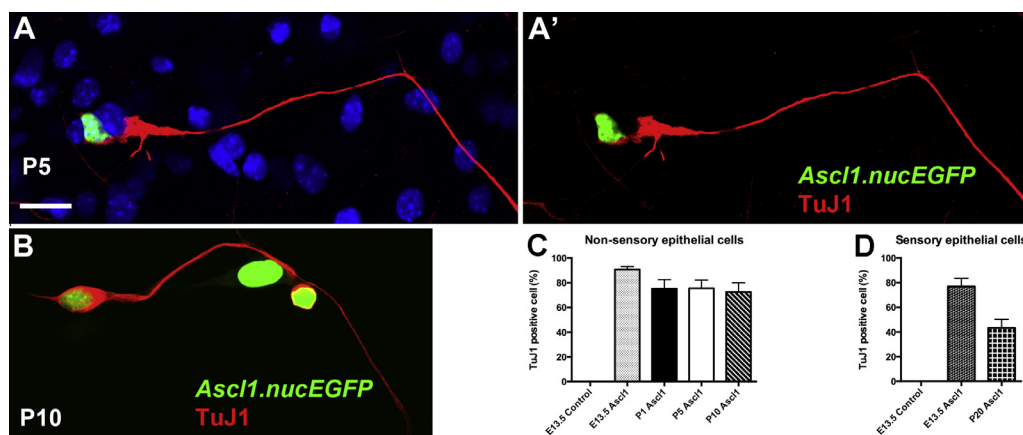 A
P5
A’
Ascl1.nucEGFP
TuJ1
B
P10
Ascl1.nucEGFP
TuJ1
C
Non-sensory epithelial cells
TuJ1 positive cell (%)
100
80
60
40
20
0
E13.5 Control
E13.5 Ascl1
P1 Ascl1
P5 Ascl1
P10 Ascl1
D
Sensory epithelial cells
TuJ1 positive cell (%)
100
80
60
40
20
0
E13.5 Control
E13.5 Ascl1
P20 Ascl1